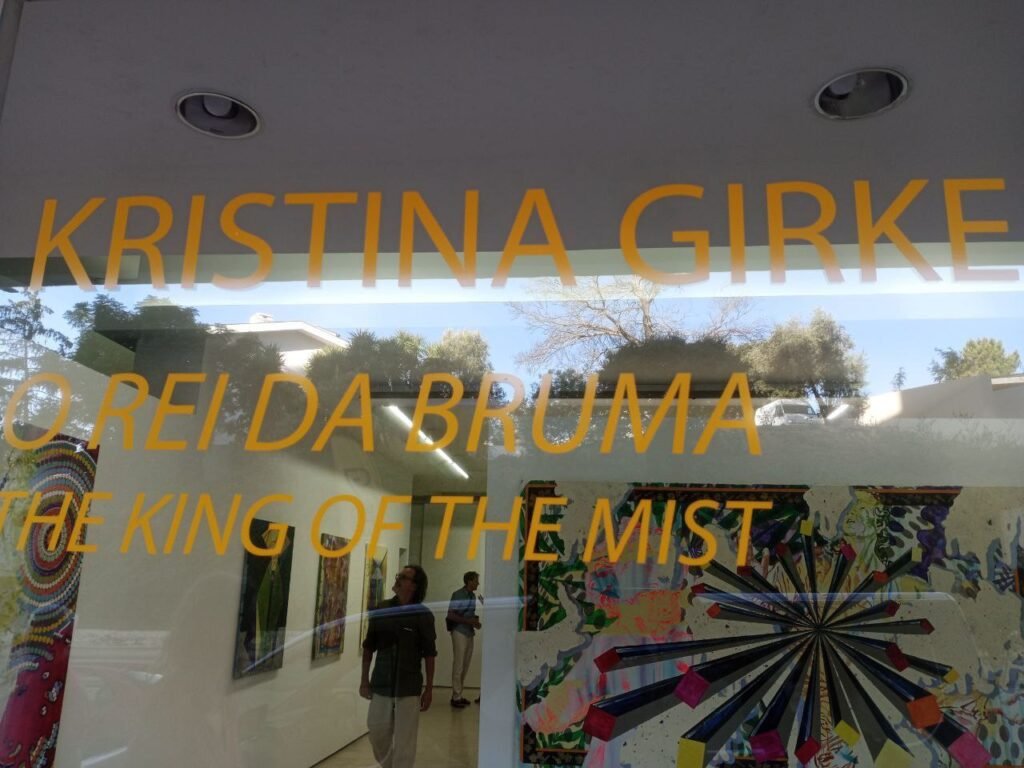 KRISTINA GIRKE
O REI DA BRUMA
THE KING OF THE MIST